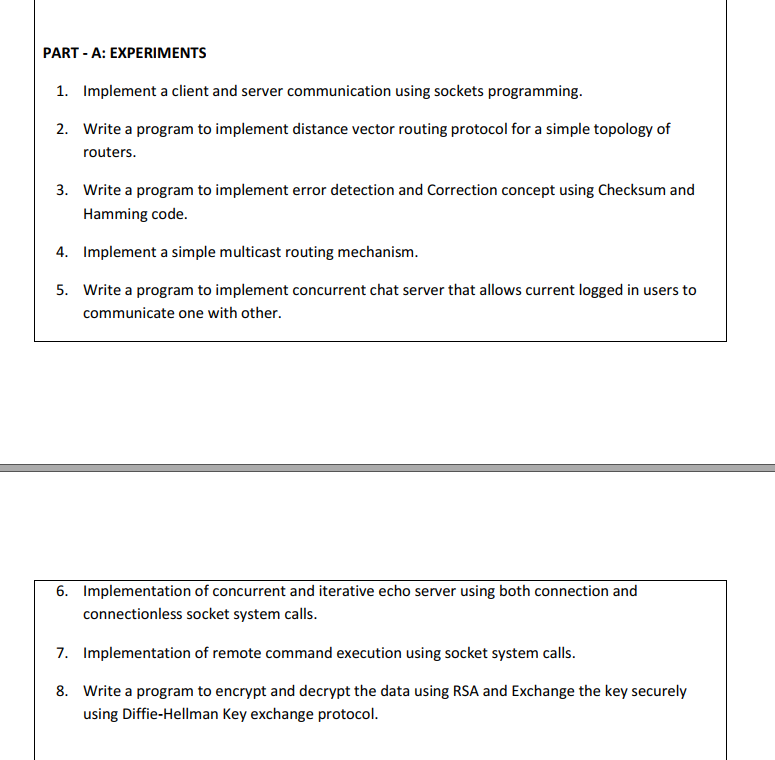 PART - A: EXPERIMENTS
1. Implement a client and server communication using sockets programming.
2. Write a program to implement distance vector routing protocol for a simple topology of
routers.
3. Write a program to implement error detection and Correction concept using Checksum and
Hamming code.
4. Implement a simple multicast routing mechanism.
5. Write a program to implement concurrent chat server that allows current logged in users to
communicate one with other.
6. Implementation of concurrent and iterative echo server using both connection and
connectionless socket system calls.
7. Implementation of remote command execution using socket system calls.
8. Write a program to encrypt and decrypt the data using RSA and Exchange the key securely
using Diffie-Hellman Key exchange protocol.